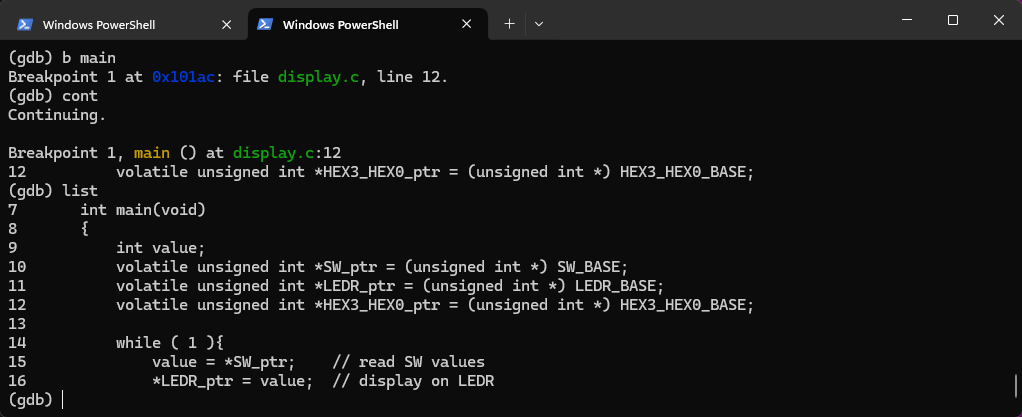 Windows PowerShell
Windows PowerShell
(gdb) b main
Breakpoint 1 at 0x101ac: file display.c, line 12.
(gdb) cont
Continuing.
Breakpoint 1, main () at display.c:12
12          volatile unsigned int *HEX3_HEX0_ptr = (unsigned int *) HEX3_HEX0_BASE;
(gdb) list
7       int main(void)
8       {
9           int value;
10          volatile unsigned int *SW_ptr = (unsigned int *) SW_BASE;
11          volatile unsigned int *LEDR_ptr = (unsigned int *) LEDR_BASE;
12          volatile unsigned int *HEX3_HEX0_ptr = (unsigned int *) HEX3_HEX0_BASE;
13
14          while ( 1 ){
15              value = *SW_ptr;    // read SW values
16              *LEDR_ptr = value;  // display on LEDR
(gdb)